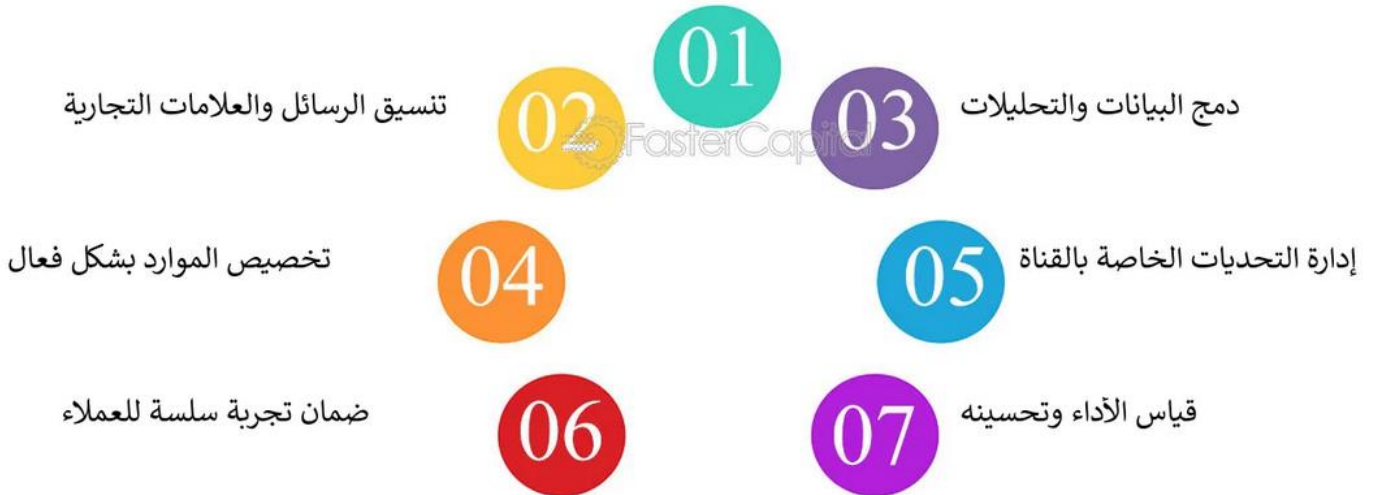 01
02
تنسيق الرسائل والعلامات التجارية
03
دمج البيانات والتحليلات
FasterCapital
04
تخصيص الموارد بشكل فعال
05
إدارة التحديات الخاصة بالقناة
06
ضمان تجربة سلسة للعملاء
07
قياس الأداء وتحسينه